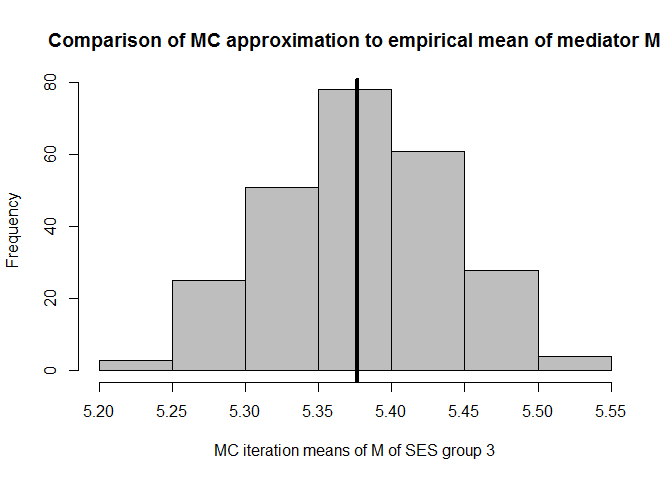 Comparison of MC approximation to empirical mean of mediator M
Frequency
80
60
40
20
0
5.20 5.25 5.30 5.35 5.40 5.45 5.50 5.55
MC iteration means of M of SES group 3